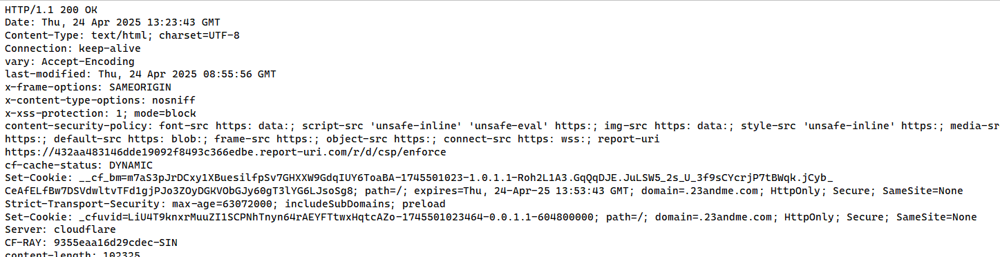 HTTP/1.1 200 OK
Date: Thu, 24 Apr 2025 13:23:43 GMT
Content-Type: text/html; charset=UTF-8
Connection: keep-alive
vary: Accept-Encoding
last-modified: Thu, 24 Apr 2025 08:55:56 GMT
x-frame-options: SAMEORIGIN
x-content-type-options: nosniff
x-xss-protection: 1; mode=block
content-security-policy: font-src https: data:; script-src 'unsafe-inline' 'unsafe-eval' https:; img-src https: data:; style-src 'unsafe-inline' https:; media-sr
https:; default-src https: blob:; frame-src https:; object-src https:; connect-src https: wss:; report-uri
https://432aa483146dde19092f8493c366edbe.report-uri.com/r/d/csp/enforce
cf-cache-status: DYNAMIC
Set-Cookie: __cf_bm=m7aS3pJrDCxy1XBuesilfpSv7GHXXW9GdqIUY6ToaBA-1745501023-1.0.1.1-Roh2L1A3.GqQqDJE.JuLSW5_2s_U_3f9sCYcrjP7tBWqk.jCyb_
CeAfELfBw7DSVdwltvTFd1gjPJo3ZOyDGKVObGJy60gT3lYG6LJsoSg8; path=/; expires=Thu, 24-Apr-25 13:53:43 GMT; domain=.23andme.com; HttpOnly; Secure; SameSite=None
Strict-Transport-Security: max-age=63072000; includeSubDomains; preload
Set-Cookie: _cfuvid=LiU4T9knxrMuuZI1SCPNhTnyn64rAEYFTtwxHqtcAZo-1745501023464-0.0.1.1-604800000; path=/; domain=.23andme.com; HttpOnly; Secure; SameSite=None
Server: cloudflare
CF-RAY: 9355eaa16d29cdec-SIN
content-length: 102325